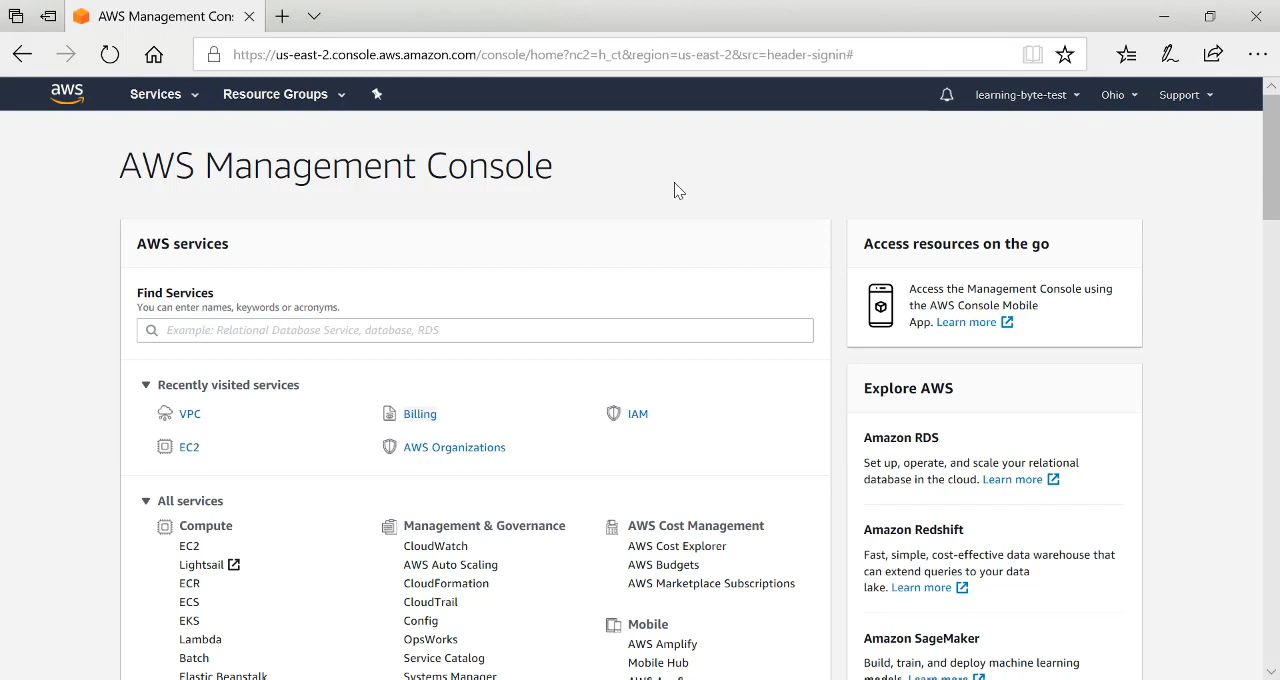 AWS Management Con:
https://us-east-2.console.aws.amazon.com/console/home?nc2=h_ct&region=us-east-2&src=header-signin#
aws Services Resource Groups learning-byte-test Ohio Support
AWS Management Console
AWS services
Find Services
You can enter names, keywords or acronyms.
Example: Relational Database Service, database, RDS
Recently visited services
VPC Billing IAM
EC2 AWS Organizations
All services
Compute
EC2
Lightsail
ECR
ECS
EKS
Lambda
Batch
Elastic Beanstalk
Management & Governance
CloudWatch
AWS Auto Scaling
CloudFormation
CloudTrail
Config
OpsWorks
Service Catalog
Systems Manager
AWS Cost Management
AWS Cost Explorer
AWS Budgets
AWS Marketplace Subscriptions
Mobile
AWS Amplify
Mobile Hub
Access resources on the go
Access the Management Console using
the AWS Console Mobile
App. Learn more
Explore AWS
Amazon RDS
Set up, operate, and scale your relational
database in the cloud. Learn more
Amazon Redshift
Fast, simple, cost-effective data warehouse that
can extend queries to your data
lake. Learn more
Amazon SageMaker
Build, train, and deploy machine learning
models. Learn more